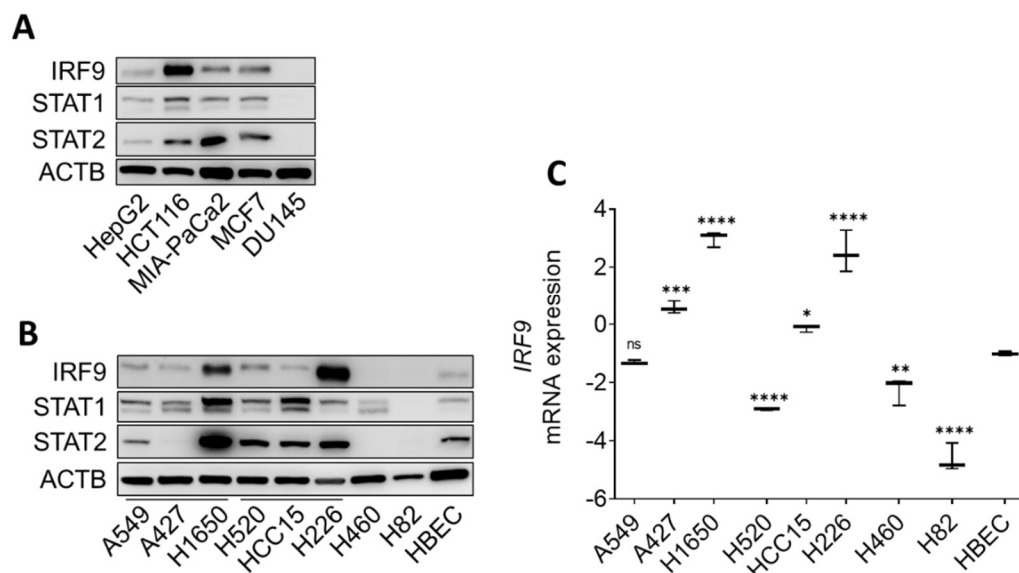 A
IRF9
STAT1
STAT2
ACTB
HepG2
HCT116
MIA-PaCa2
MCF7
DU145
B
IRF9
STAT1
STAT2
ACTB
A549
A427
H1650
H520
HCC15
H226
H460
H82
HBEC
C
IRF9
mRNA expression
4
2
0
-2
-4
-6
ns
***
****
****
*
****
**
****
A549
A427
H1650
H520
HCC15
H226
H460
H82
HBEC